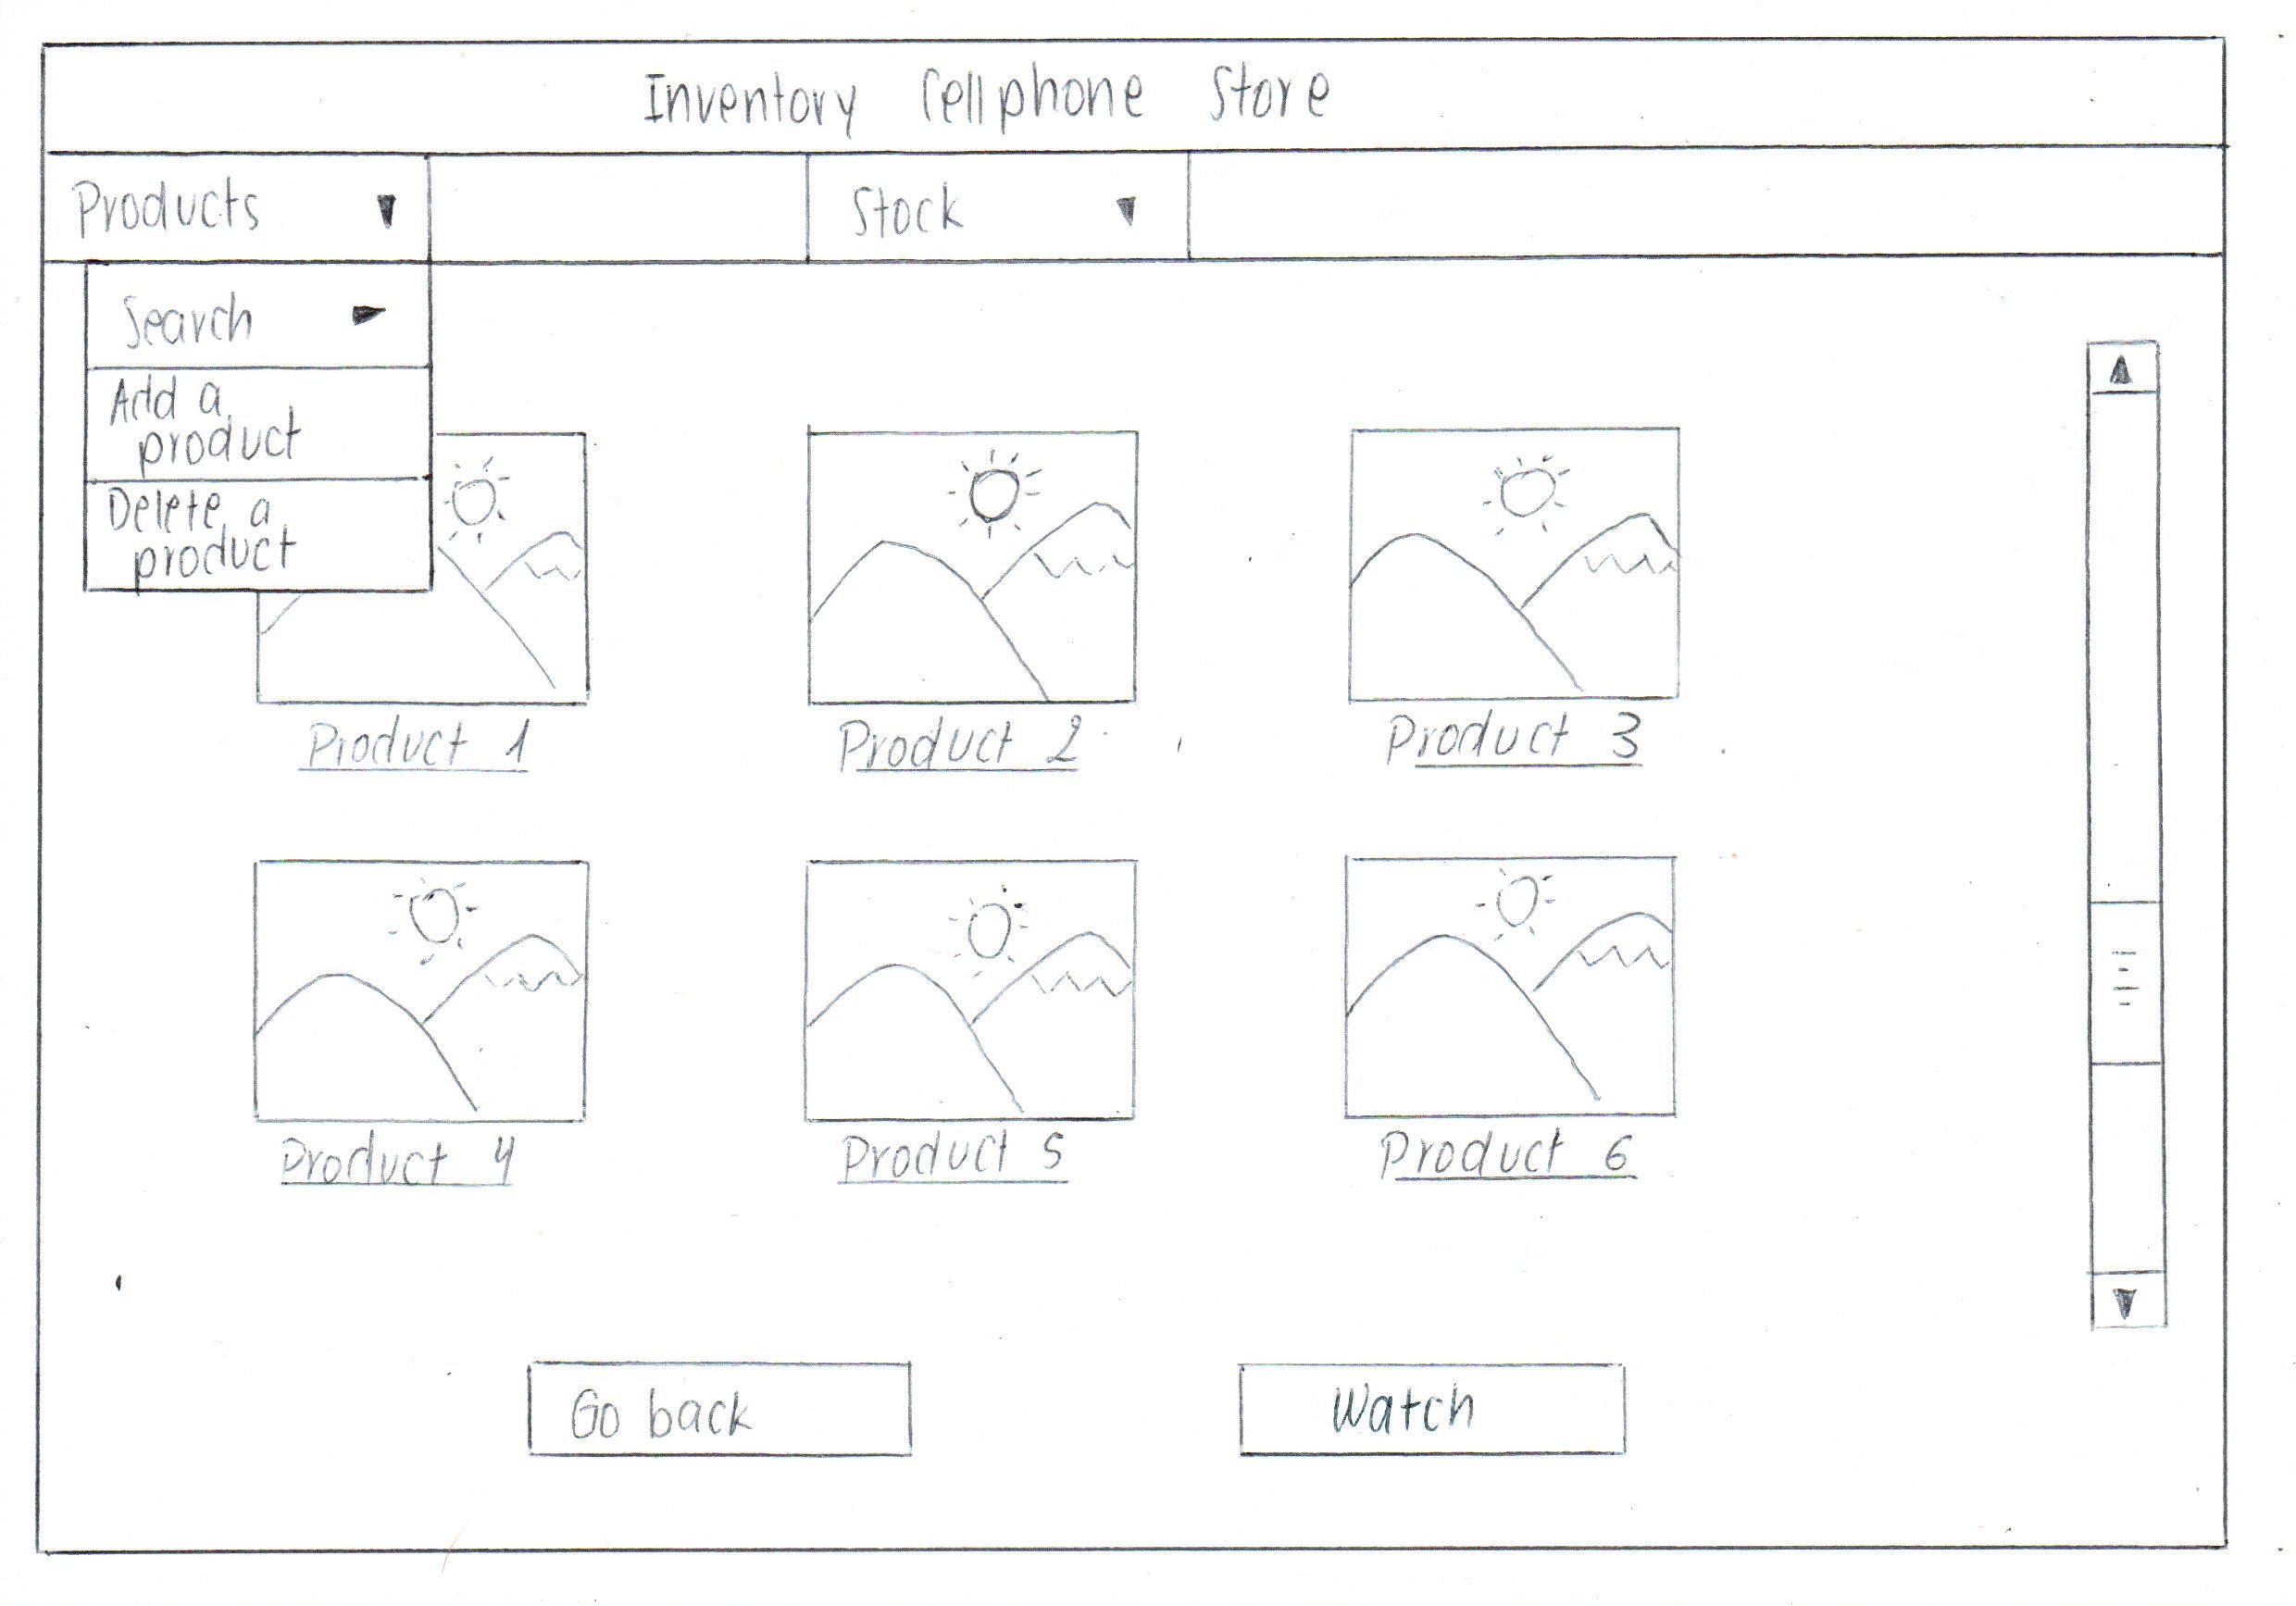 Inventory Cellphone Store
Products
Stock
Search
Add a
product
Delete a
product
Product 1
Product 2
Product 3
Product 4
Product 5
Product 6
Go back
Watch